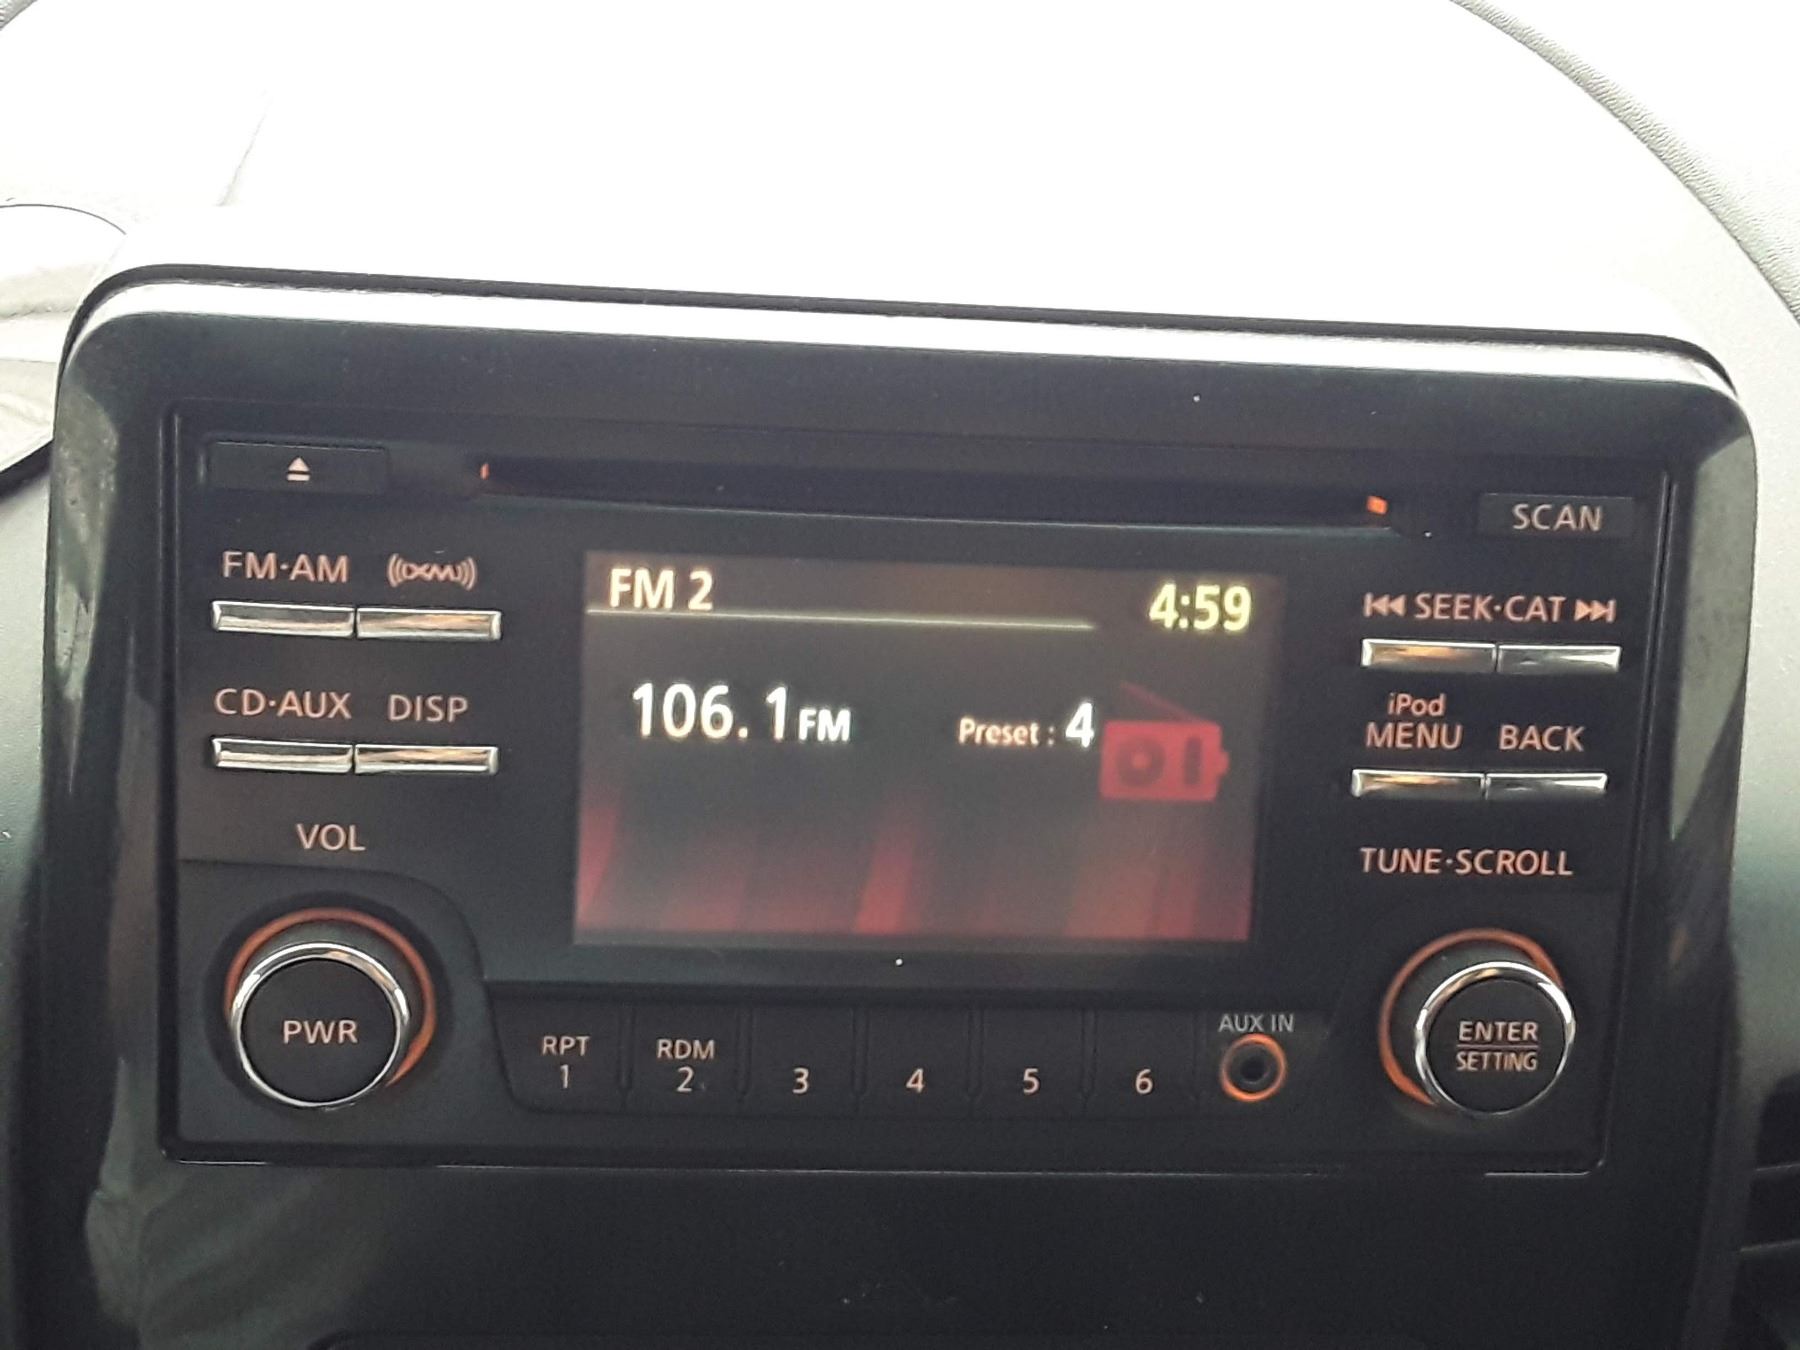 SCAN
FM·AM
((XM))
SEEK·CAT
FM 2
4:59
106.1FM
Preset : 4
CD·AUX
DISP
iPod
MENU
BACK
VOL
TUNE·SCROLL
PWR
RPT
1
RDM
2
3
4
5
6
AUX IN
ENTER
SETTING